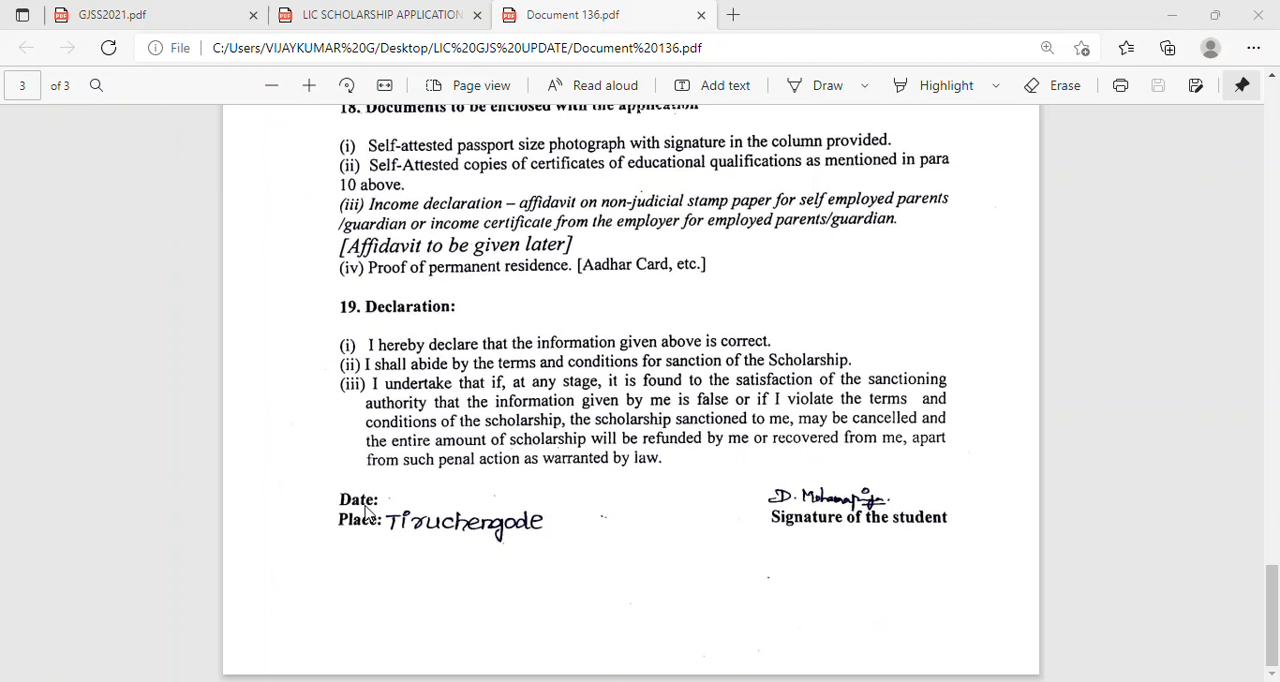 GJSS2021.pdf
LIC SCHOLARSHIP APPLICATION
Document 136.pdf
File
C:/Users/VIJAYKUMAR%20G/Desktop/LIC%20GJS%20UPDATE/Document%20136.pdf
3 of 3
Page view
Read aloud
Add text
Draw
Highlight
Erase
18. Documents to be enclosed with the application
(i) Self-attested passport size photograph with signature in the column provided.
(ii) Self-Attested copies of certificates of educational qualifications as mentioned in para
10 above.
(iii) Income declaration – affidavit on non-judicial stamp paper for self employed parents
/guardian or income certificate from the employer for employed parents/guardian.
[Affidavit to be given later]
(iv) Proof of permanent residence. [Aadhar Card, etc.]
19. Declaration:
(i) I hereby declare that the information given above is correct.
(ii) I shall abide by the terms and conditions for sanction of the Scholarship.
(iii) I undertake that if, at any stage, it is found to the satisfaction of the sanctioning
authority that the information given by me is false or if I violate the terms and
conditions of the scholarship, the scholarship sanctioned to me, may be cancelled and
the entire amount of scholarship will be refunded by me or recovered from me, apart
from such penal action as warranted by law.
Date:
Place: Tiruchengode
D.
Signature of the student